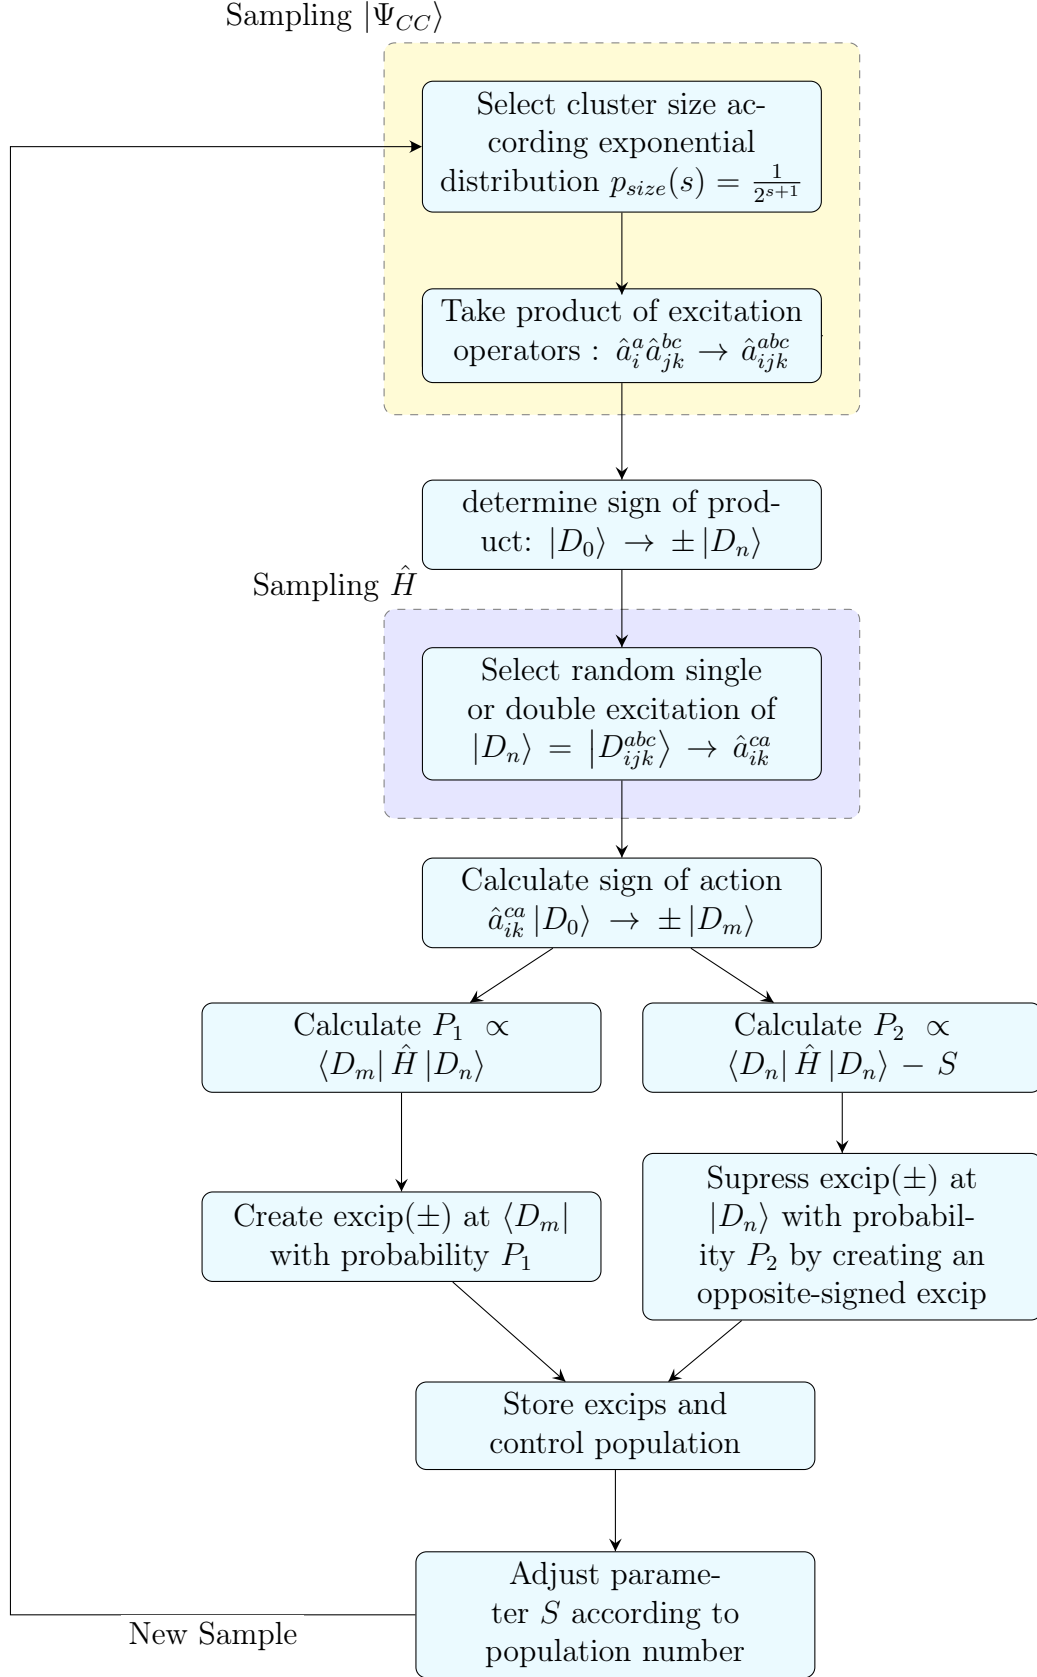 Sampling |Ψ_{CC}⟩
Select cluster size ac-
cording exponential
distribution p_{size}(s) = \frac{1}{2^{s+1}}
Take product of excitation
operators : â_i^a â_{jk}^{bc} → â_{ijk}^{abc}
determine sign of prod-
uct: |D_0⟩ → ± |D_n⟩
Sampling Ĥ
Select random single
or double excitation of
|D_n⟩ = |D_{ijk}^{abc}⟩ → â_{ik}^{ca}
Calculate sign of action
â_{ik}^{ca} |D_0⟩ → ± |D_m⟩
Calculate P_1 ∝
⟨D_m| Ĥ |D_n⟩
Calculate P_2 ∝
⟨D_n| Ĥ |D_n⟩ − S
Create excip(±) at ⟨D_m|
with probability P_1
Supress excip(±) at
|D_n⟩ with probabil-
ity P_2 by creating an
opposite-signed excip
Store excips and
control population
Adjust parame-
ter S according to
population number
New Sample